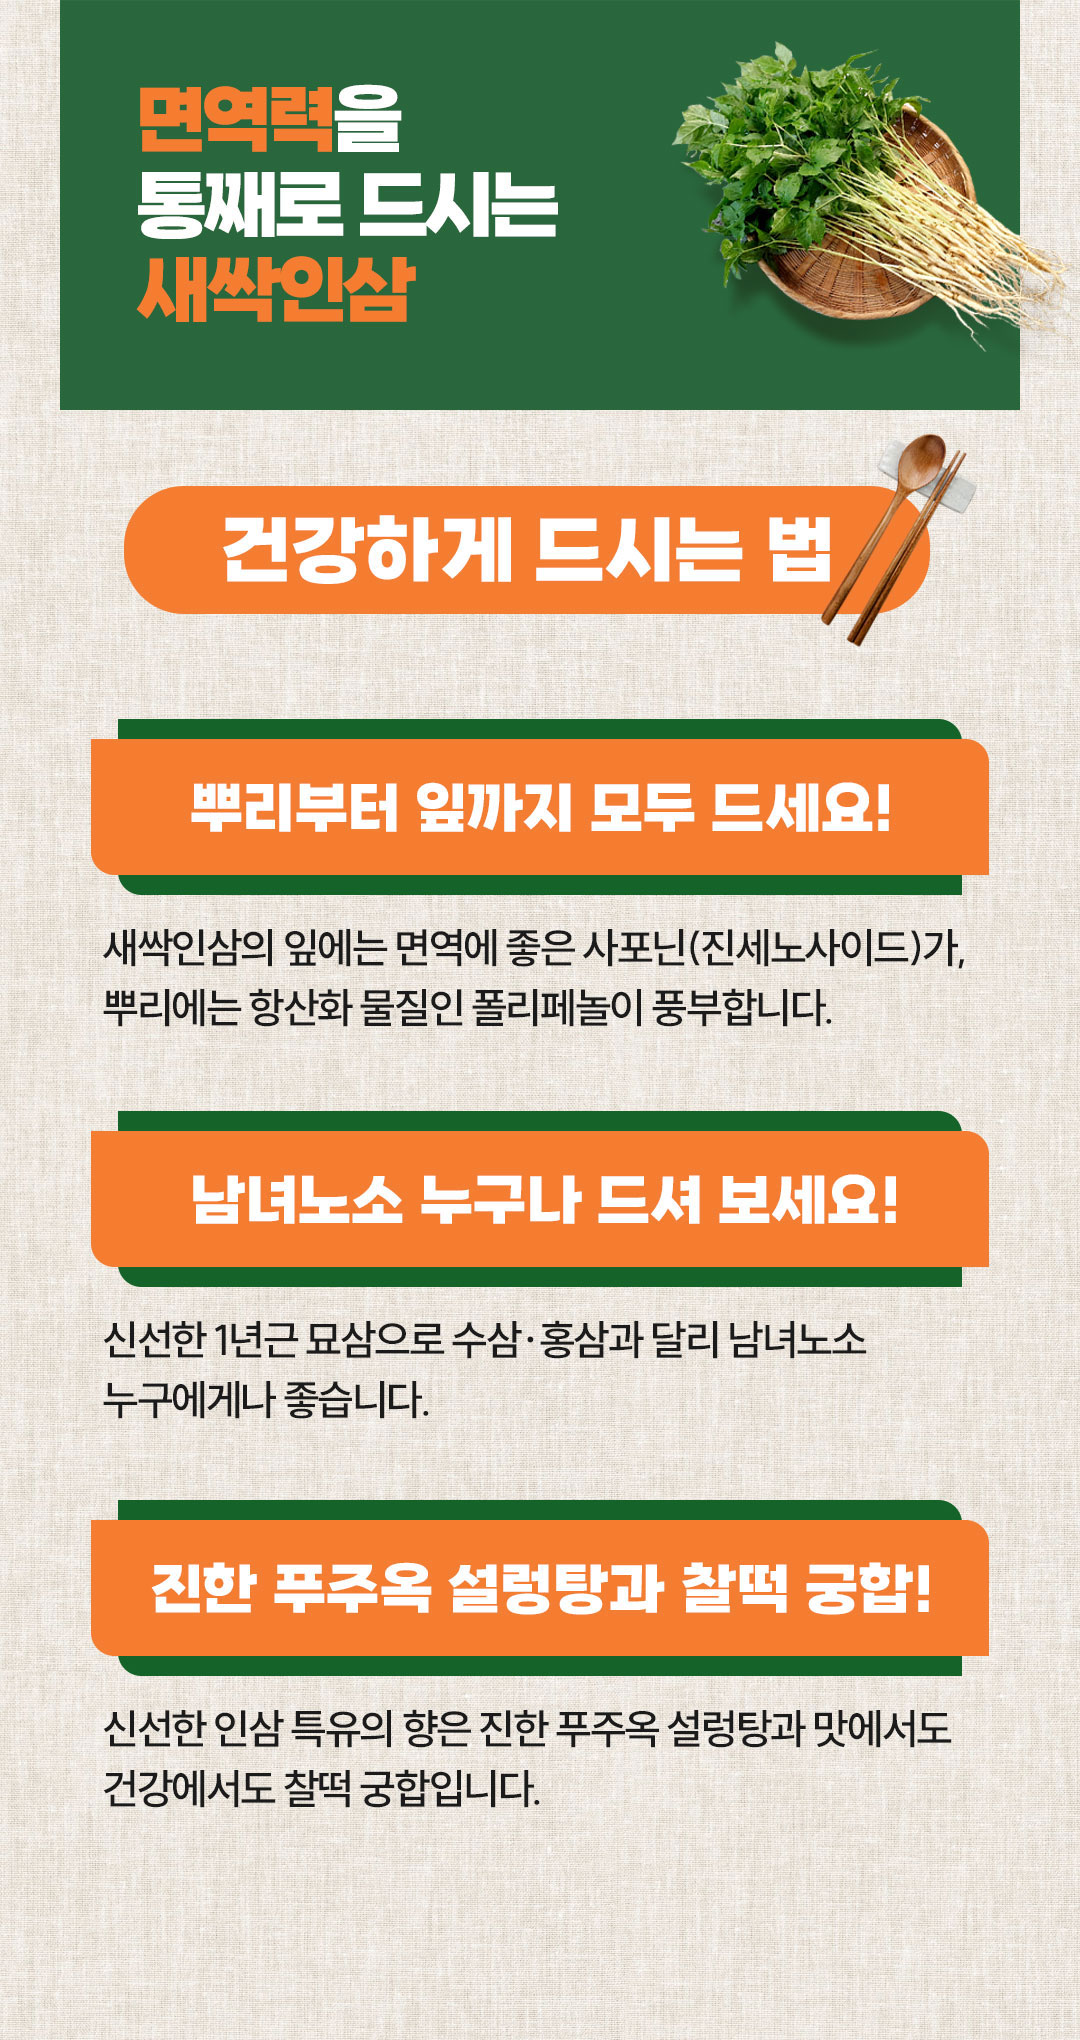 면역력을
통째로 드시는
새싹인삼
건강하게 드시는 법
뿌리부터 잎까지 모두 드세요!
새싹인삼의 잎에는 면역에 좋은 사포닌(진세노사이드)가,
뿌리에는 항산화 물질인 폴리페놀이 풍부합니다.
남녀노소 누구나 드셔 보세요!
신선한 1년근 묘삼으로 수삼·홍삼과 달리 남녀노소
누구에게나 좋습니다.
진한 푸주옥 설렁탕과 찰떡 궁합!
신선한 인삼 특유의 향은 진한 푸주옥 설렁탕과 맛에서도
건강에서도 찰떡 궁합입니다.